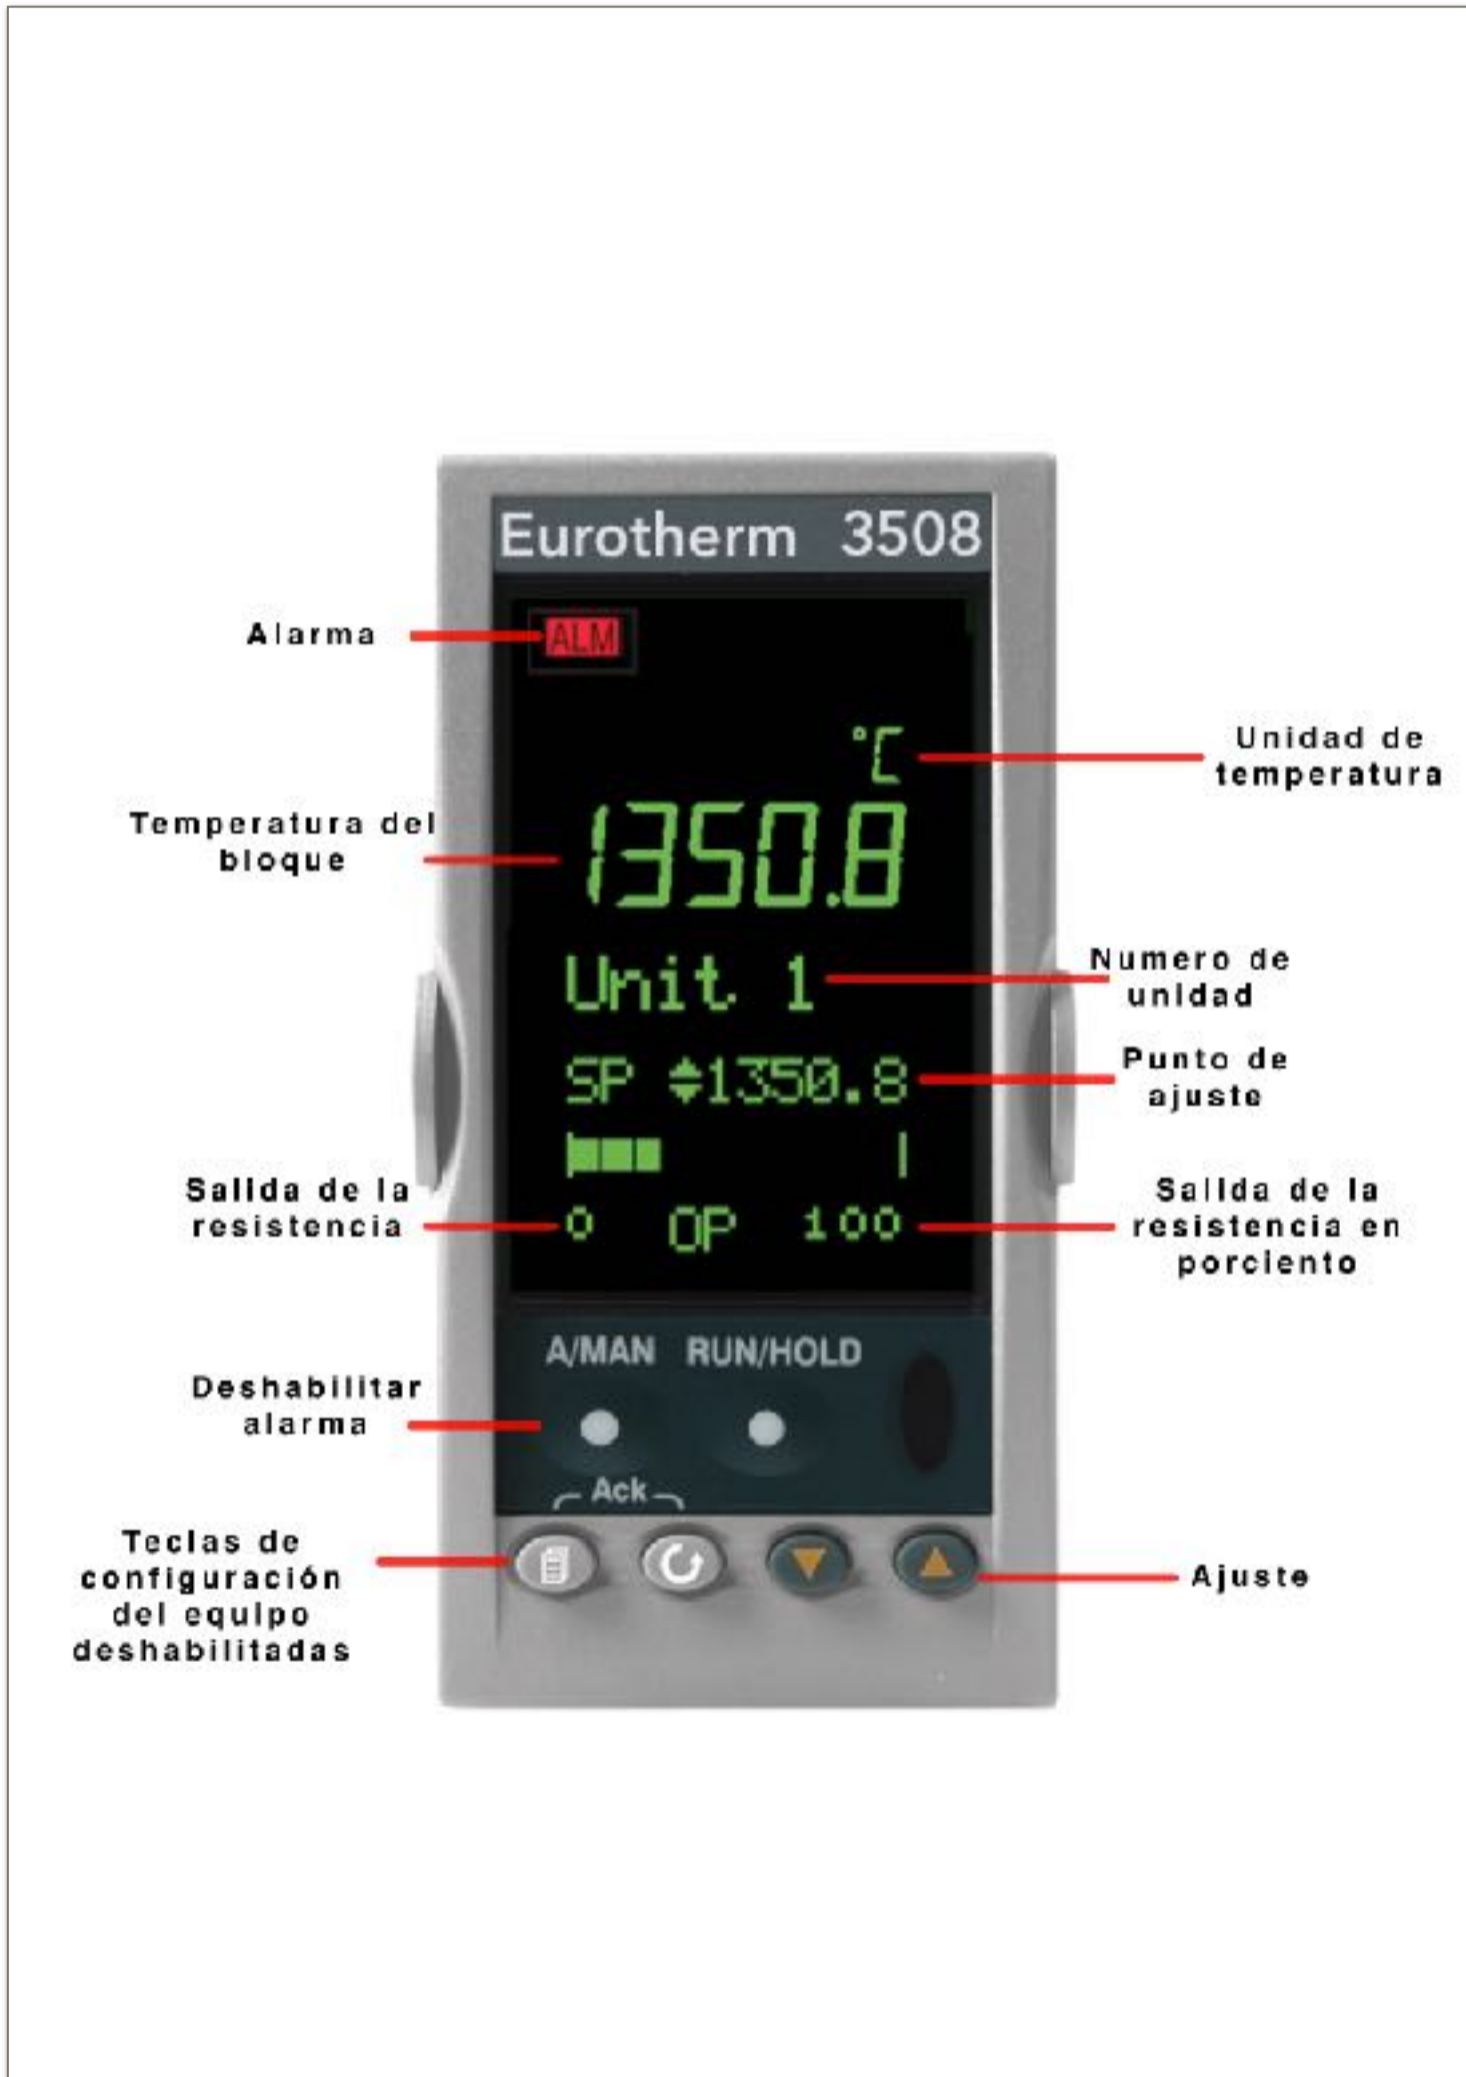 Eurotherm 3508
Alarma
ALM
°C
Unidad de
temperatura
Temperatura del
bloque
1350.8
Unit 1
Numero de
unidad
SP 1350.8
Punto de
ajuste
Salida de la
resistencia
0 OP 100
Salida de la
resistencia en
porciento
A/MAN RUN/HOLD
Deshabilitar
alarma
Ack
Teclas de
configuración
del equipo
deshabilitadas
Ajuste